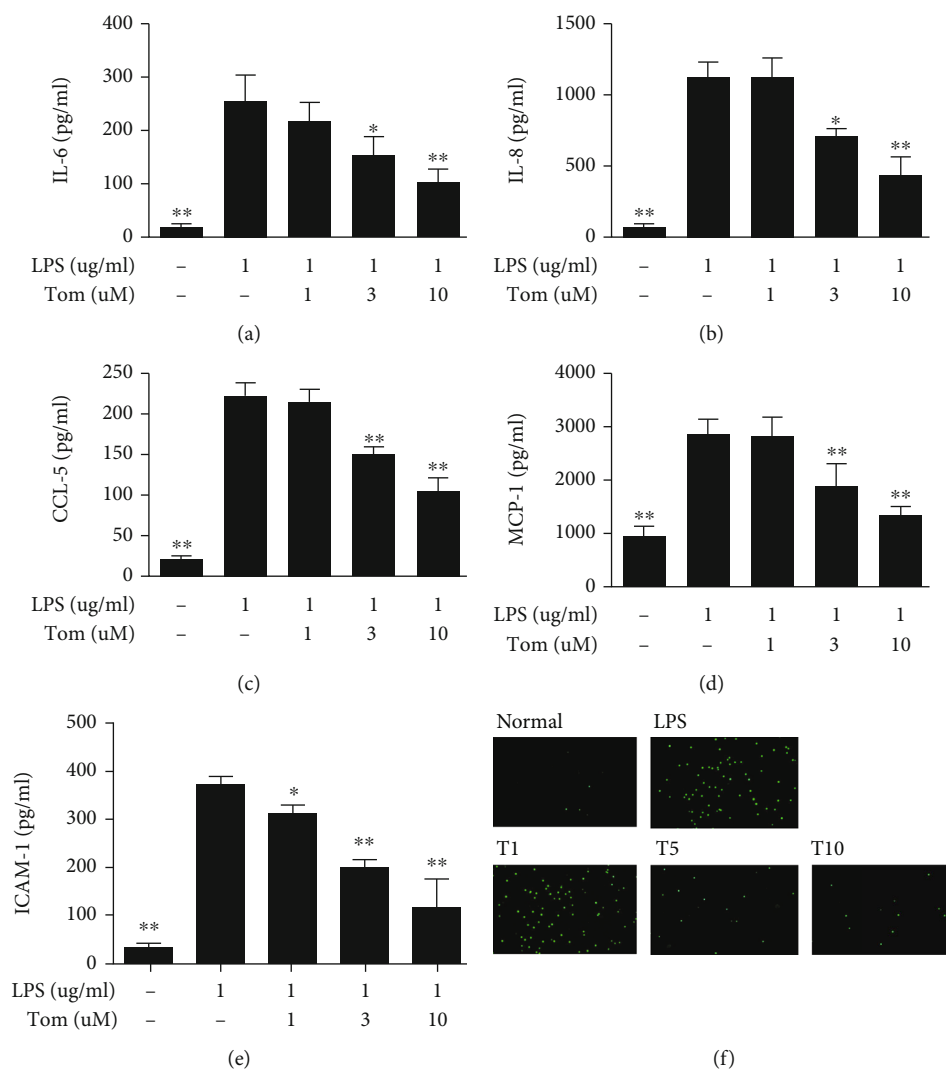 400
300
200
100
0
IL-6 (pg/ml)
**
*
**
LPS (ug/ml) – 1 1 1 1
Tom (uM) – – 1 3 10
(a)
1500
1000
500
0
IL-8 (pg/ml)
**
*
**
LPS (ug/ml) – 1 1 1 1
Tom (uM) – – 1 3 10
(b)
250
200
150
100
50
0
CCL-5 (pg/ml)
**
**
**
LPS (ug/ml) – 1 1 1 1
Tom (uM) – – 1 3 10
(c)
4000
3000
2000
1000
0
MCP-1 (pg/ml)
**
**
**
LPS (ug/ml) – 1 1 1 1
Tom (uM) – – 1 3 10
(d)
500
400
300
200
100
0
ICAM-1 (pg/ml)
**
*
**
**
LPS (ug/ml) – 1 1 1 1
Tom (uM) – – 1 3 10
(e)
Normal LPS
T1 T5 T10
(f)